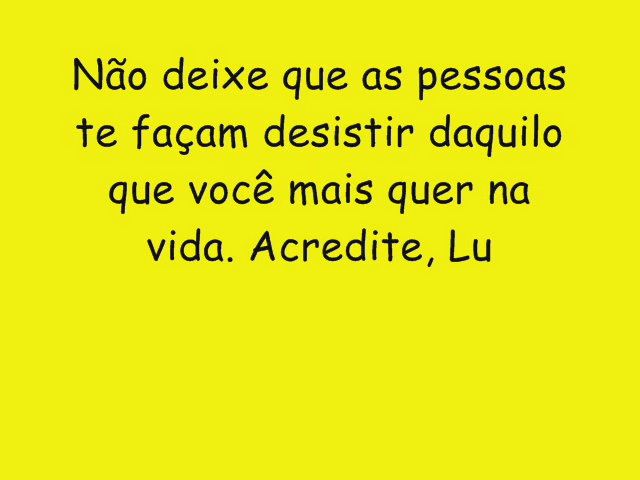 Não deixe que as pessoas
te façam desistir daquilo
que você mais quer na
vida. Acredite, Lu